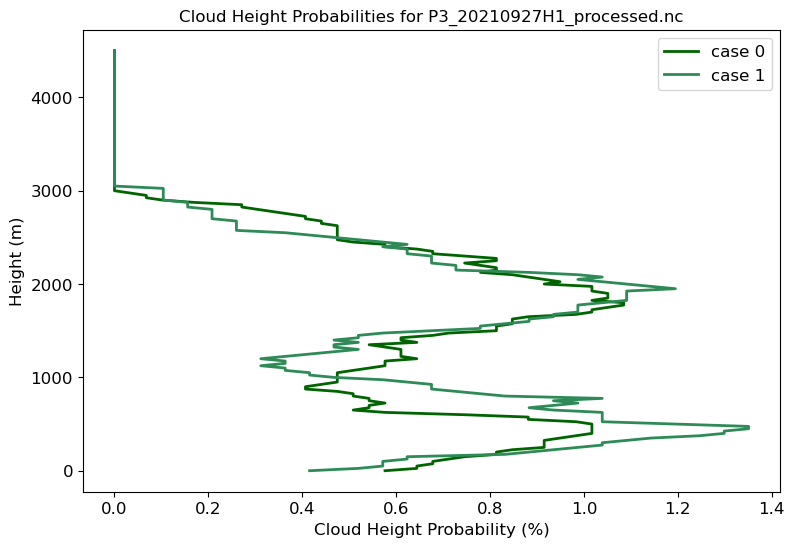 Cloud Height Probabilities for P3_20210927H1_processed.nc
case 0
case 1
4000
3000
2000
1000
0
Height (m)
0.0 0.2 0.4 0.6 0.8 1.0 1.2 1.4
Cloud Height Probability (%)